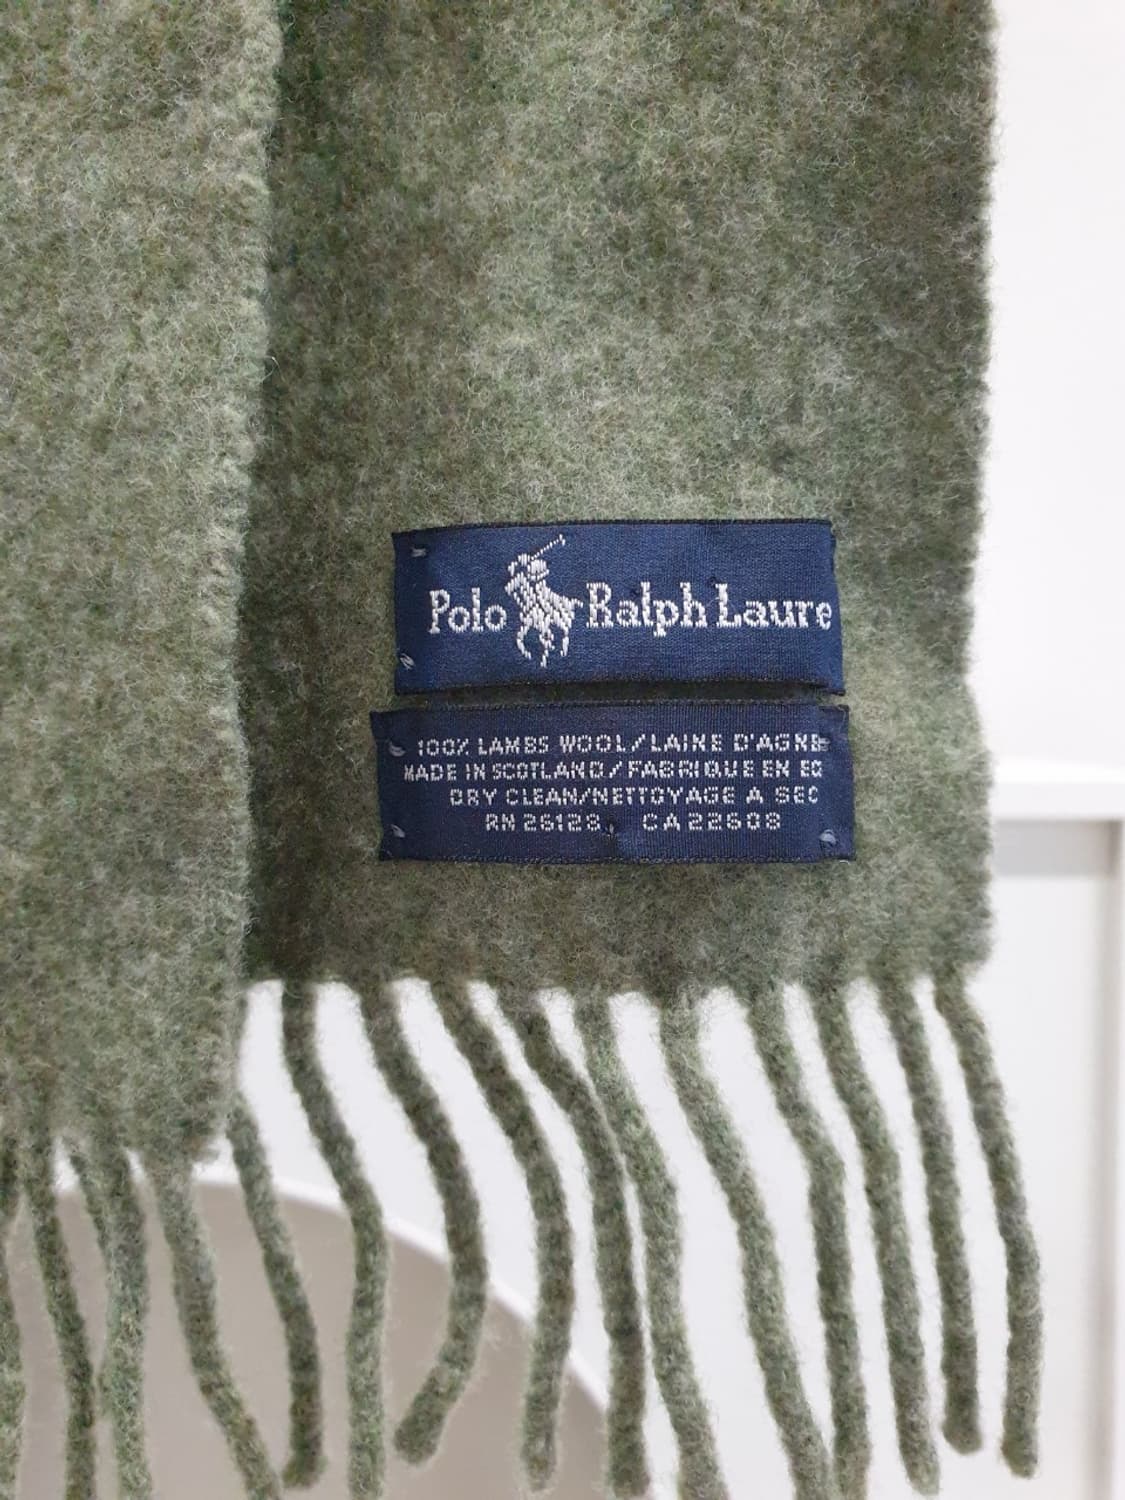 Polo Ralph Laure
100% LAMBS WOOL/LAINE D'AGNE
MADE IN SCOTLAND/FABRIQUE EN EC
DRY CLEAN/NETTOYAGE A SEC
RN 26128 CA 22608